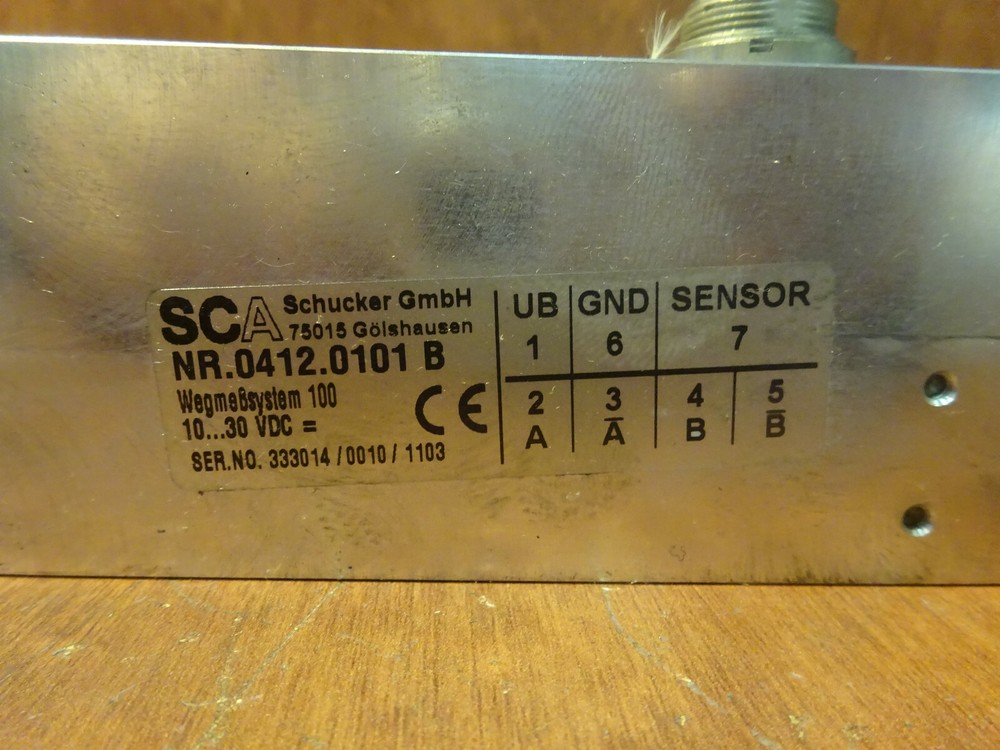 SCA Schucker GmbH
75015 Gölshausen
NR.0412.0101 B
Wegmeßsystem 100
10...30 VDC =
CE
SER.NO. 333014 / 0010 / 1103
UB GND SENSOR
1 6 7
2 3 4 5
A A̅ B B̅